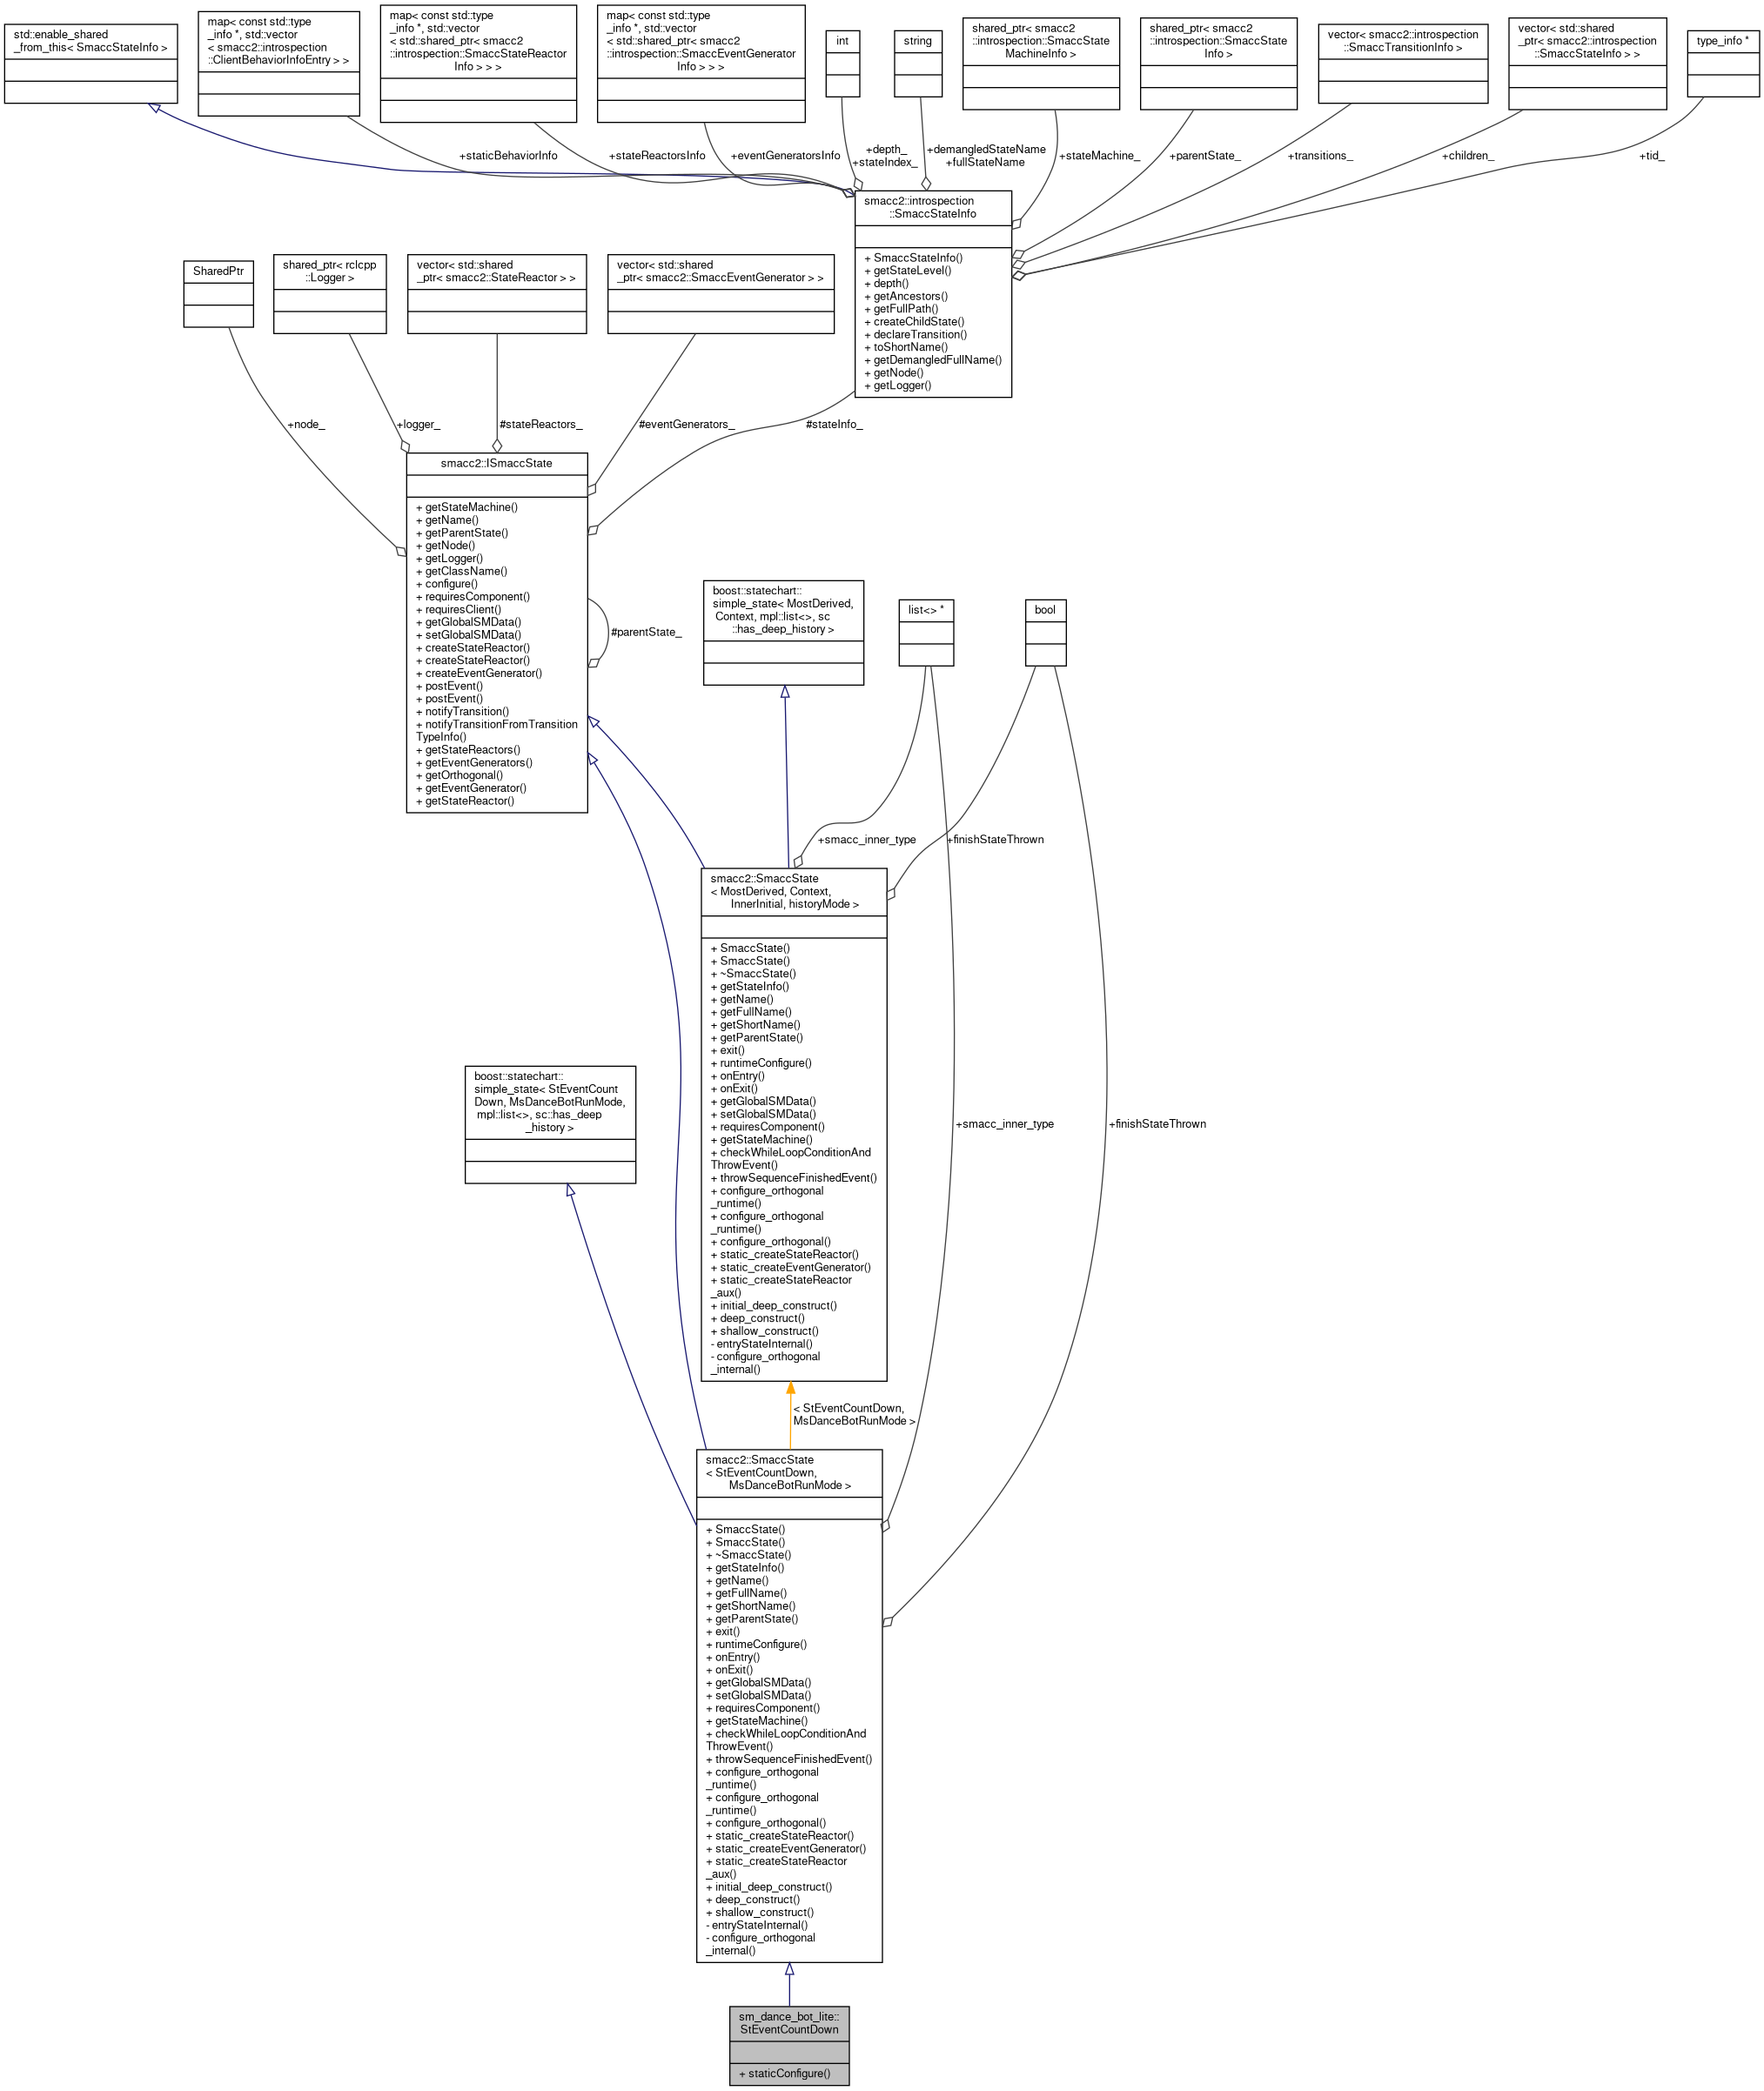 std::enable_shared
_from_this< SmaccStateInfo >
map< const std::type
_info *, std::vector
< smacc2::introspection
::ClientBehaviorInfoEntry > >
map< const std::type
_info *, std::vector
< std::shared_ptr< smacc2
::introspection::SmaccStateReactor
Info > > >
map< const std::type
_info *, std::vector
< std::shared_ptr< smacc2
::introspection::SmaccEventGenerator
Info > > >
int
string
shared_ptr< smacc2
::introspection::SmaccState
MachineInfo >
shared_ptr< smacc2
::introspection::SmaccState
Info >
vector< smacc2::introspection
::SmaccTransitionInfo >
vector< std::shared
_ptr< smacc2::introspection
::SmaccStateInfo > >
type_info *
+staticBehaviorInfo
+stateReactorsInfo
+eventGeneratorsInfo
+depth_
+stateIndex_
+demangledStateName
+fullStateName
+stateMachine_
+parentState_
+transitions_
+children_
+tid_
smacc2::introspection
::SmaccStateInfo
+ SmaccStateInfo()
+ getStateLevel()
+ depth()
+ getAncestors()
+ getFullPath()
+ createChildState()
+ declareTransition()
+ toShortName()
+ getDemangledFullName()
+ getNode()
+ getLogger()
SharedPtr
shared_ptr< rclcpp
::Logger >
vector< std::shared
_ptr< smacc2::StateReactor > >
vector< std::shared
_ptr< smacc2::SmaccEventGenerator > >
+node_
+logger_
#stateReactors_
#eventGenerators_
#stateInfo_
smacc2::ISmaccState
+ getStateMachine()
+ getName()
+ getParentState()
+ getNode()
+ getLogger()
+ getClassName()
+ configure()
+ requiresComponent()
+ requiresClient()
+ getGlobalSMData()
+ setGlobalSMData()
+ createStateReactor()
+ createStateReactor()
+ createEventGenerator()
+ postEvent()
+ postEvent()
+ notifyTransition()
+ notifyTransitionFromTransition
TypeInfo()
+ getStateReactors()
+ getEventGenerators()
+ getOrthogonal()
+ getEventGenerator()
+ getStateReactor()
#parentState_
boost::statechart::
simple_state< MostDerived,
Context, mpl::list<>, sc
::has_deep_history >
list<> *
bool
+smacc_inner_type
+finishStateThrown
smacc2::SmaccState
< MostDerived, Context,
InnerInitial, historyMode >
+ SmaccState()
+ SmaccState()
+ ~SmaccState()
+ getStateInfo()
+ getName()
+ getFullName()
+ getShortName()
+ getParentState()
+ exit()
+ runtimeConfigure()
+ onEntry()
+ onExit()
+ getGlobalSMData()
+ setGlobalSMData()
+ requiresComponent()
+ getStateMachine()
+ checkWhileLoopConditionAnd
ThrowEvent()
+ throwSequenceFinishedEvent()
+ configure_orthogonal
_runtime()
+ configure_orthogonal
_runtime()
+ configure_orthogonal()
+ static_createStateReactor()
+ static_createEventGenerator()
+ static_createStateReactor
_aux()
+ initial_deep_construct()
+ deep_construct()
+ shallow_construct()
- entryStateInternal()
- configure_orthogonal
_internal()
boost::statechart::
simple_state< StEventCount
Down, MsDanceBotRunMode,
mpl::list<>, sc::has_deep
_history >
+smacc_inner_type
+finishStateThrown
< StEventCountDown,
MsDanceBotRunMode >
smacc2::SmaccState
< StEventCountDown,
MsDanceBotRunMode >
+ SmaccState()
+ SmaccState()
+ ~SmaccState()
+ getStateInfo()
+ getName()
+ getFullName()
+ getShortName()
+ getParentState()
+ exit()
+ runtimeConfigure()
+ onEntry()
+ onExit()
+ getGlobalSMData()
+ setGlobalSMData()
+ requiresComponent()
+ getStateMachine()
+ checkWhileLoopConditionAnd
ThrowEvent()
+ throwSequenceFinishedEvent()
+ configure_orthogonal
_runtime()
+ configure_orthogonal
_runtime()
+ configure_orthogonal()
+ static_createStateReactor()
+ static_createEventGenerator()
+ static_createStateReactor
_aux()
+ initial_deep_construct()
+ deep_construct()
+ shallow_construct()
- entryStateInternal()
- configure_orthogonal
_internal()
sm_dance_bot_lite::
StEventCountDown
+ staticConfigure()